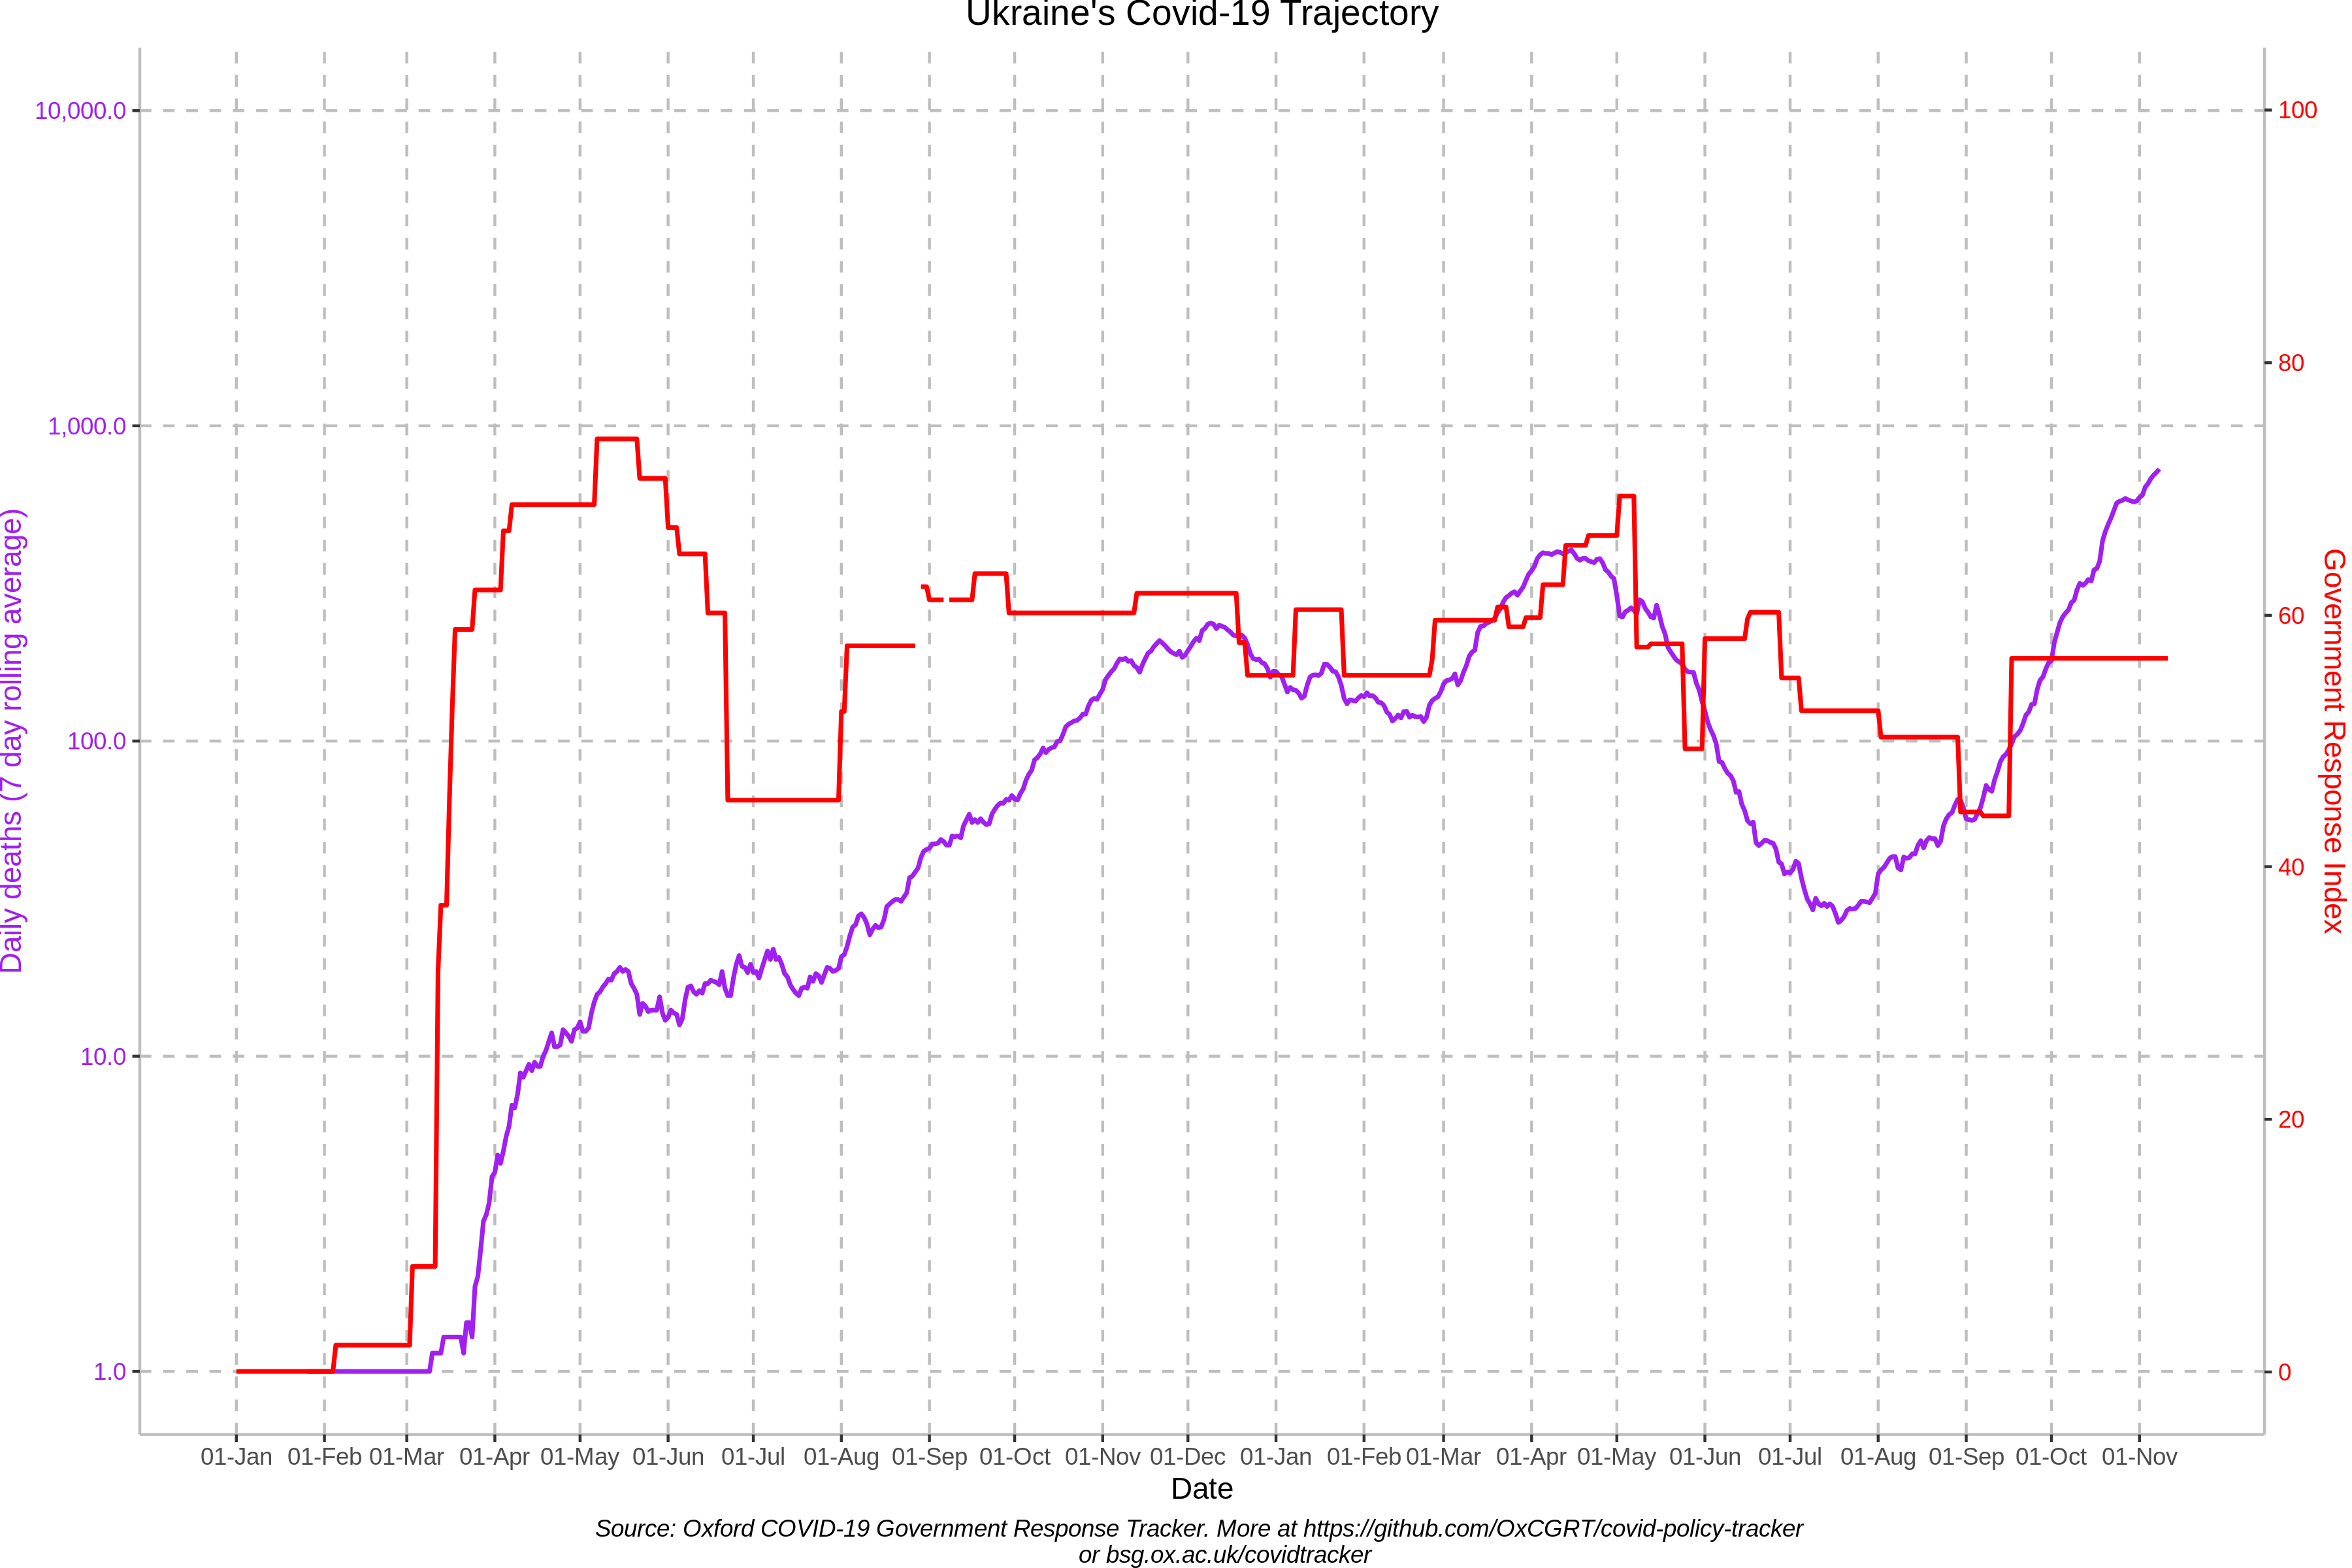 Ukraine's Covid-19 Trajectory
10,000.0
1,000.0
100.0
10.0
1.0
Daily deaths (7 day rolling average)
100
80
60
40
20
0
Government Response Index
01-Jan 01-Feb 01-Mar 01-Apr 01-May 01-Jun 01-Jul 01-Aug 01-Sep 01-Oct 01-Nov 01-Dec 01-Jan 01-Feb 01-Mar 01-Apr 01-May 01-Jun 01-Jul 01-Aug 01-Sep 01-Oct 01-Nov
Date
Source: Oxford COVID-19 Government Response Tracker. More at https://github.com/OxCGRT/covid-policy-tracker
or bsg.ox.ac.uk/covidtracker